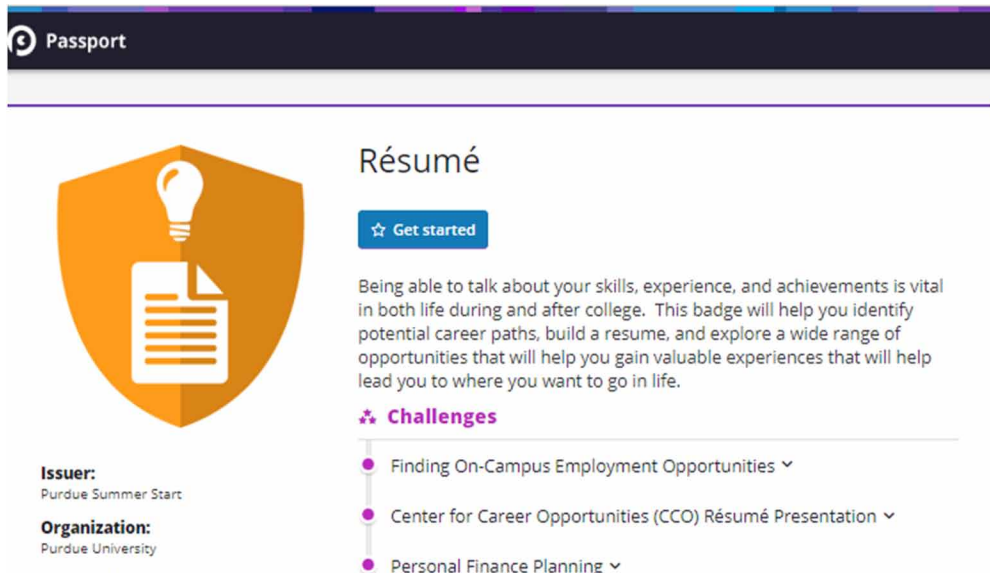 Passport
Résumé
Get started
Being able to talk about your skills, experience, and achievements is vital
in both life during and after college. This badge will help you identify
potential career paths, build a resume, and explore a wide range of
opportunities that will help you gain valuable experiences that will help
lead you to where you want to go in life.
Challenges
Finding On-Campus Employment Opportunities
Center for Career Opportunities (CCO) Résumé Presentation
Personal Finance Planning
Issuer:
Purdue Summer Start
Organization:
Purdue University